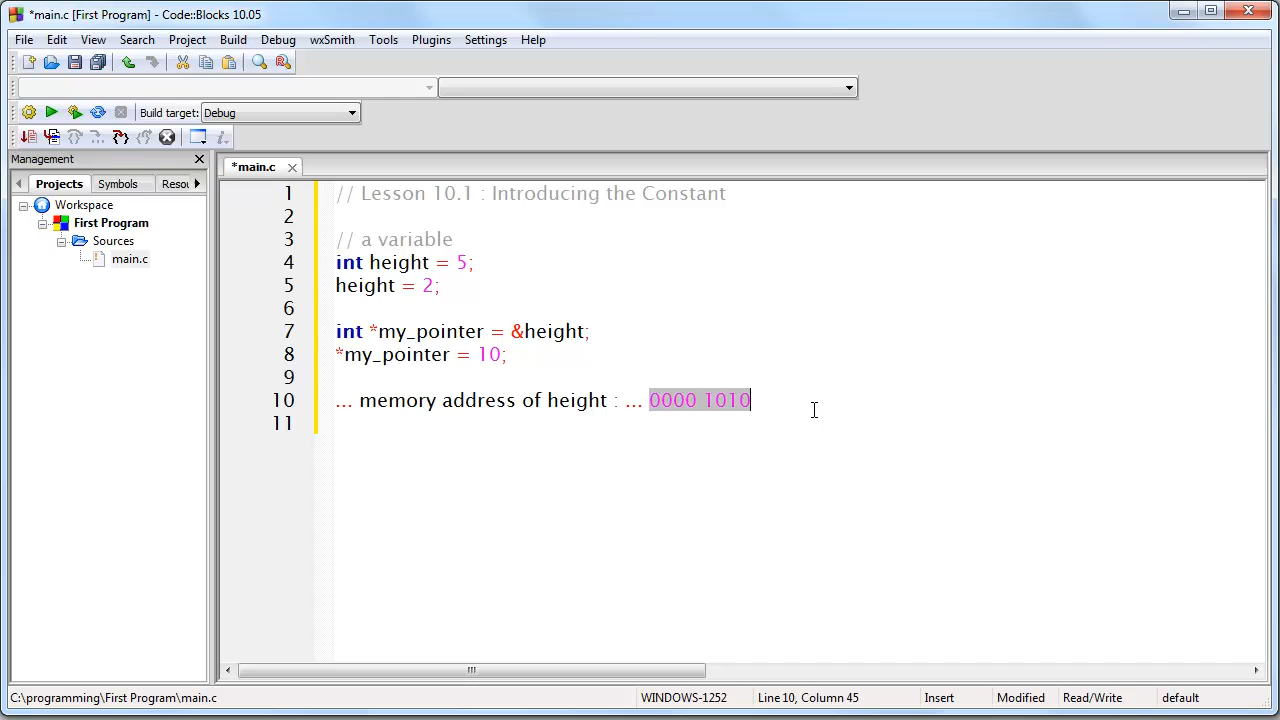 *main.c [First Program] - Code::Blocks 10.05
File Edit View Search Project Build Debug wxSmith Tools Plugins Settings Help
Build target: Debug
Management
*main.c
Projects Symbols Resou
Workspace
First Program
Sources
main.c
1 // Lesson 10.1 : Introducing the Constant
2
3 // a variable
4 int height = 5;
5 height = 2;
6
7 int *my_pointer = &height;
8 *my_pointer = 10;
9
10 ... memory address of height : ... 0000 1010
11
C:\programming\First Program\main.c WINDOWS-1252 Line 10, Column 45 Insert Modified Read/Write default